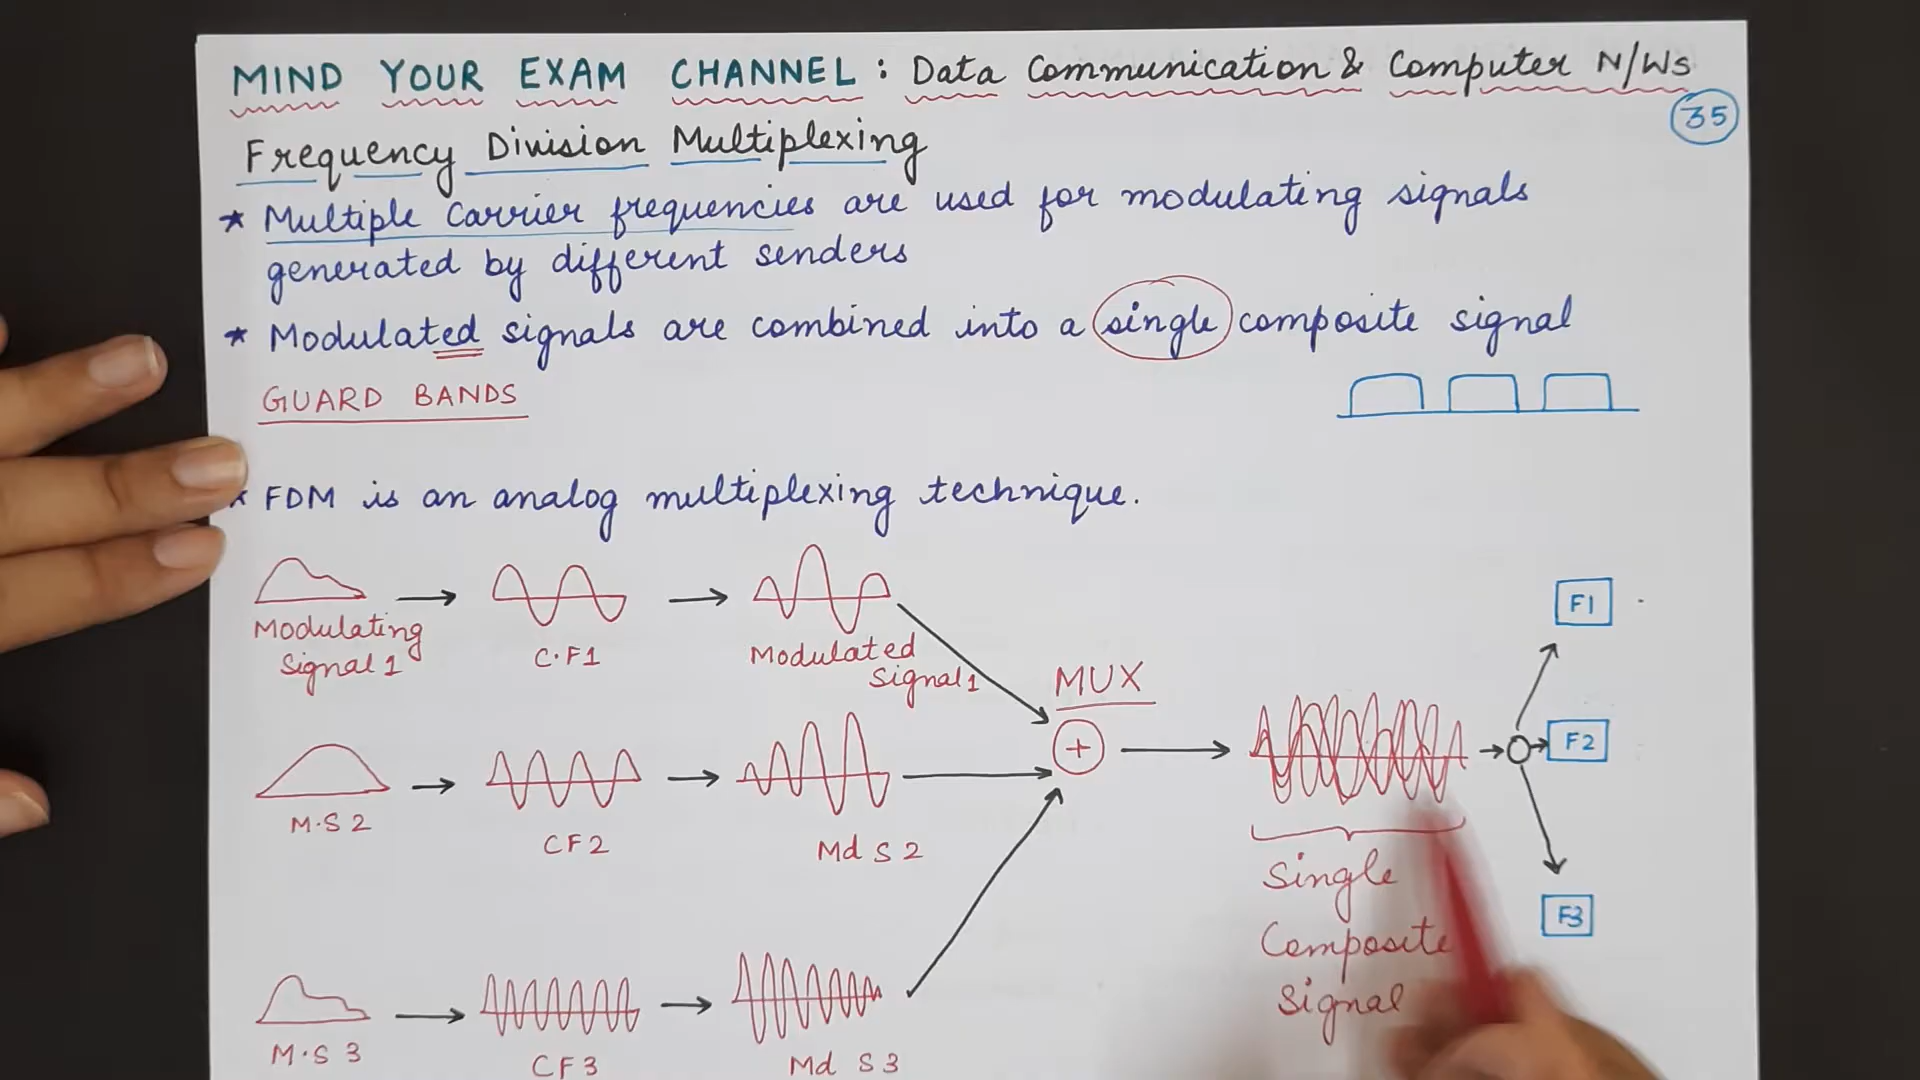 MIND YOUR EXAM CHANNEL : Data Communication & Computer N/Ws
35
Frequency Division Multiplexing
* Multiple Carrier frequencies are used for modulating signals
generated by different senders
* Modulated signals are combined into a single composite signal
GUARD BANDS
* FDM is an analog multiplexing technique.
Modulating
Signal 1
C.F1
Modulated
Signal 1
MUX
+
F1
F2
F3
M.S 2
CF2
Md S 2
Single
Composite
Signal
M.S 3
CF3
Md S 3